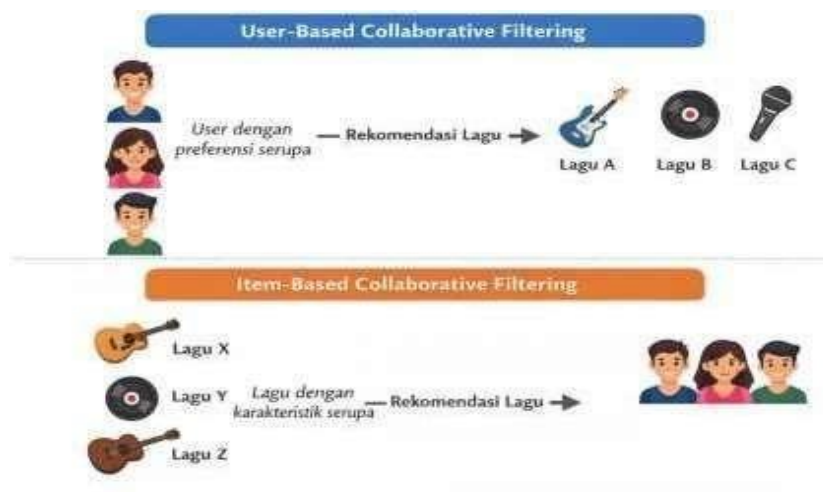 User-Based Collaborative Filtering
User dengan
preferensi serupa
Rekomendasi Lagu
Lagu A
Lagu B
Lagu C
Item-Based Collaborative Filtering
Lagu X
Lagu Y
Lagu dengan
karakteristik serupa
Rekomendasi Lagu
Lagu Z